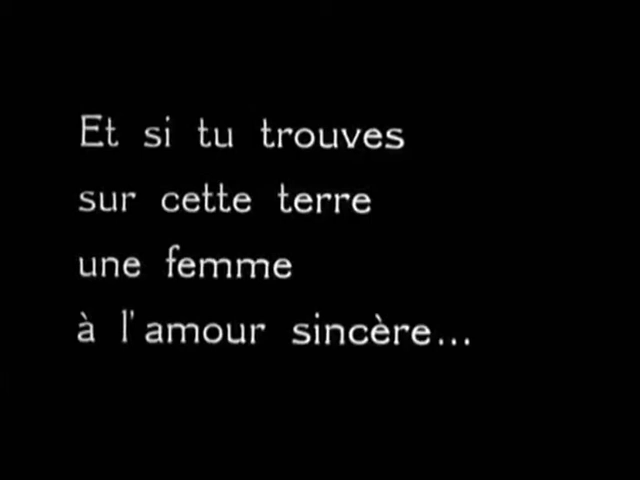 Et si tu trouves
sur cette terre
une femme
à l'amour sincère...